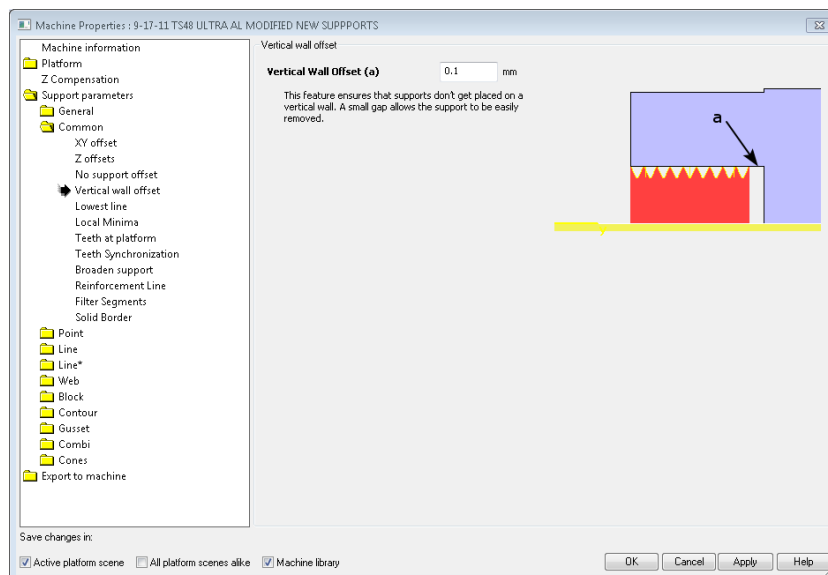 Machine Properties : 9-17-11 TS48 ULTRA AL MODIFIED NEW SUPPPORTS
Machine information
Platform
Z Compensation
Support parameters
General
Common
XY offset
Z offsets
No support offset
Vertical wall offset
Lowest line
Local Minima
Teeth at platform
Teeth Synchronization
Broaden support
Reinforcement Line
Filter Segments
Solid Border
Point
Line
Line*
Web
Block
Contour
Gusset
Combi
Cones
Export to machine
Vertical wall offset
Vertical Wall Offset (a) 0.1 mm
This feature ensures that supports don't get placed on a
vertical wall. A small gap allows the support to be easily
removed.
a
Save changes in:
Active platform scene All platform scenes alike Machine library
OK Cancel Apply Help